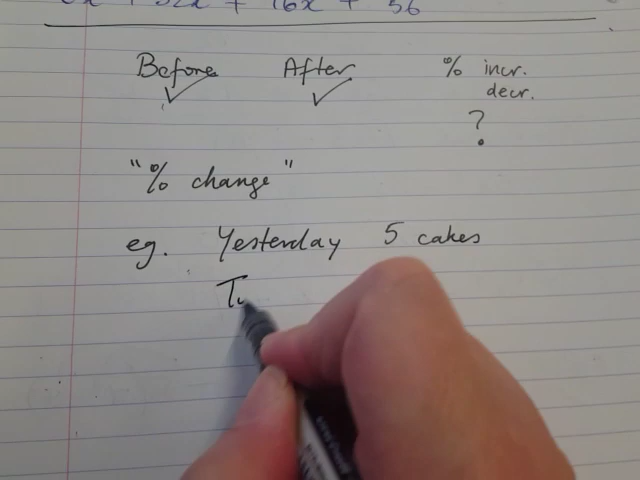 Before After % incr.
decr.
✓ ✓ ?
"% change"
eg. Yesterday 5 cakes